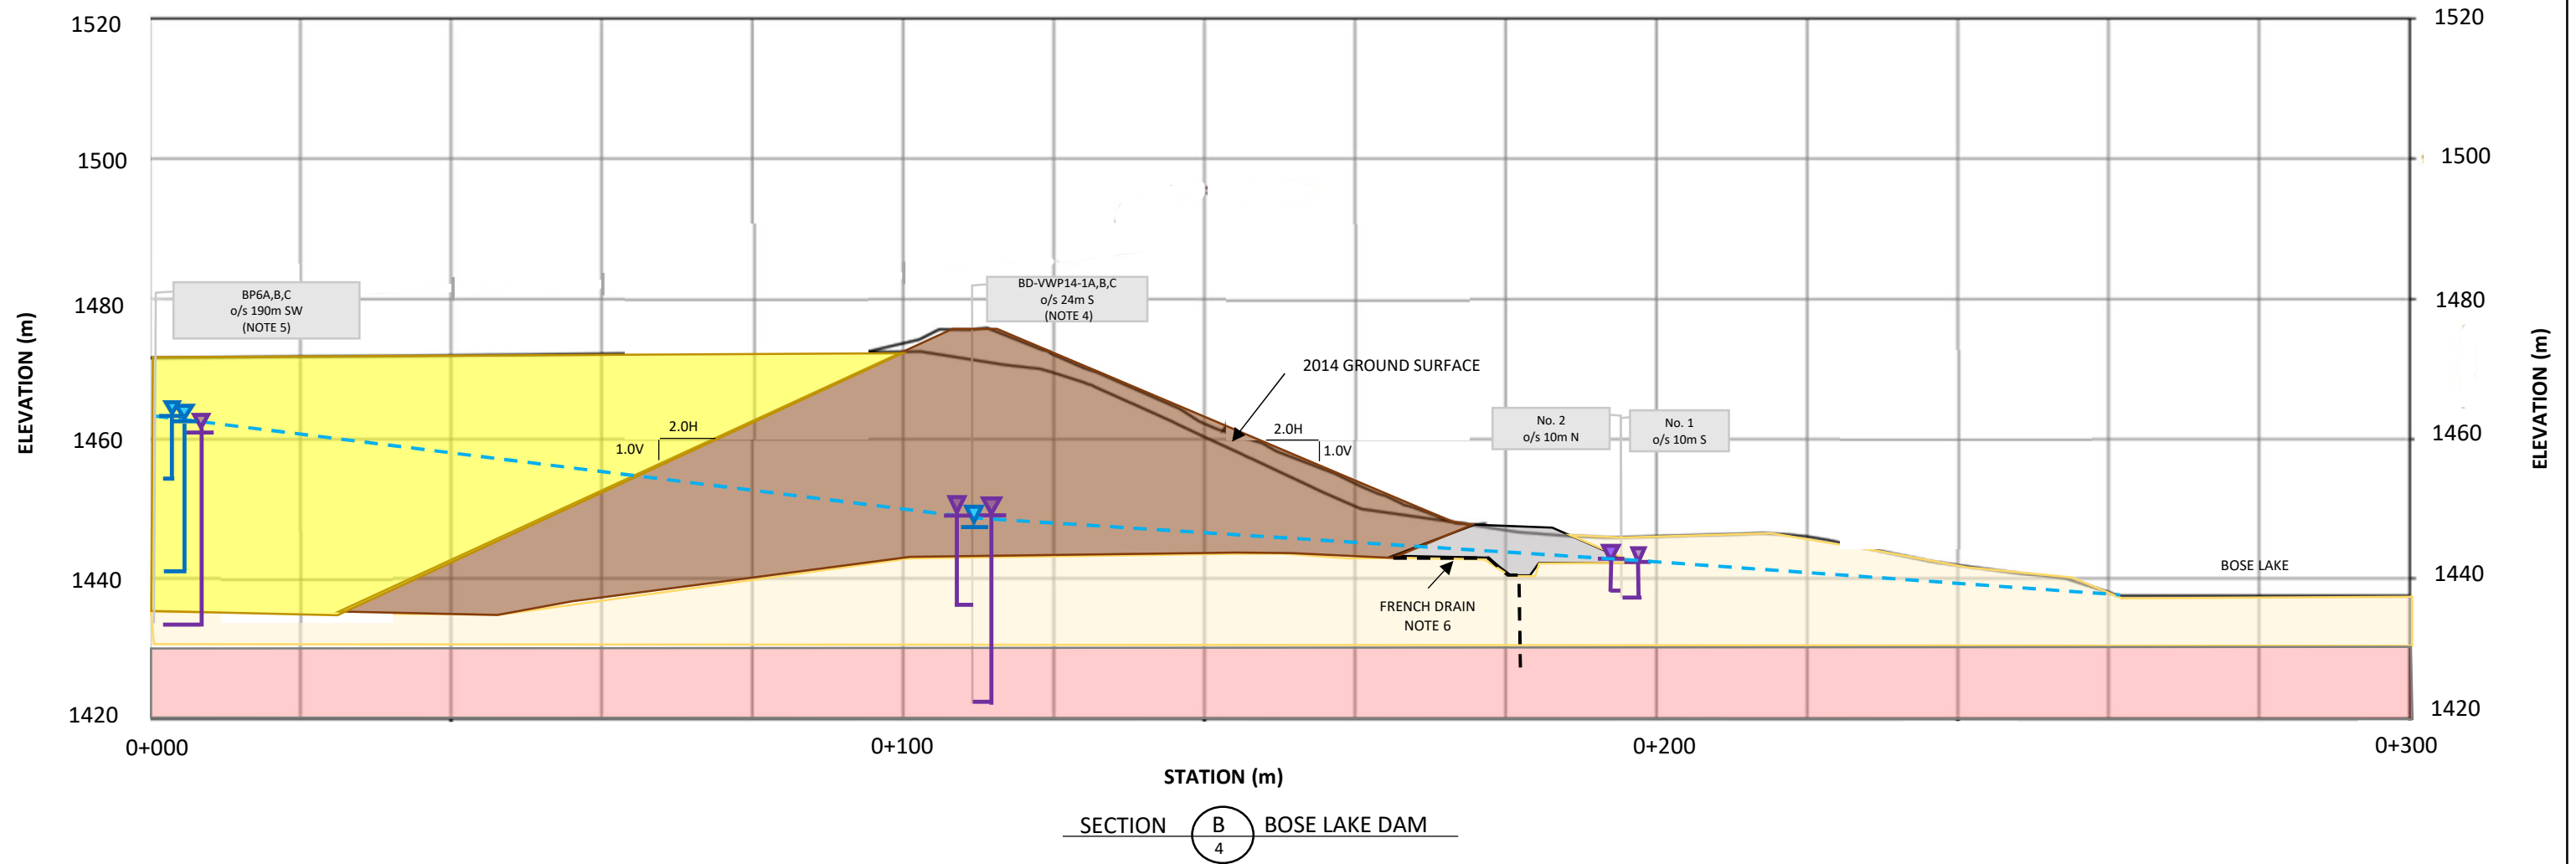 1520
1520
1500
1500
BP6A,B,C
o/s 190m SW
(NOTE 5)
BD-VWP14-1A,B,C
o/s 24m S
(NOTE 4)
1480
1480
2014 GROUND SURFACE
No. 2
o/s 10m N
No. 1
o/s 10m S
ELEVATION (m)
ELEVATION (m)
1460
2.0H
1.0V
2.0H
1.0V
1460
1440
BOSE LAKE
1440
FRENCH DRAIN
NOTE 6
1420
1420
0+000
0+100
0+200
0+300
STATION (m)
SECTION B BOSE LAKE DAM
4